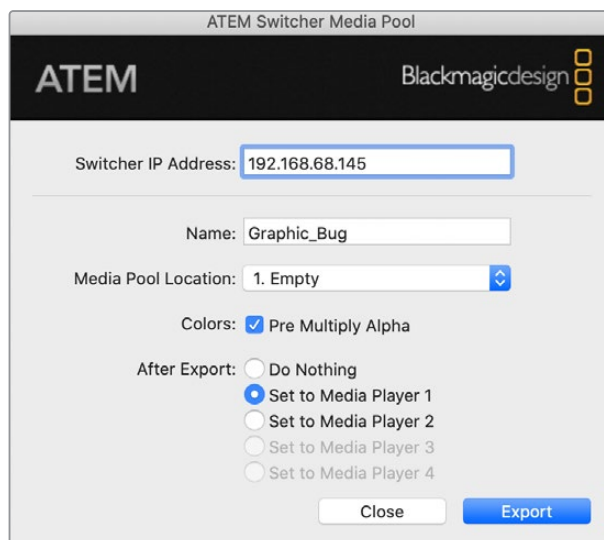 ATEM Switcher Media Pool
ATEM Blackmagicdesign
Switcher IP Address: 192.168.68.145
Name: Graphic_Bug
Media Pool Location: 1. Empty
Colors: Pre Multiply Alpha
After Export: Do Nothing
Set to Media Player 1
Set to Media Player 2
Set to Media Player 3
Set to Media Player 4
Close Export